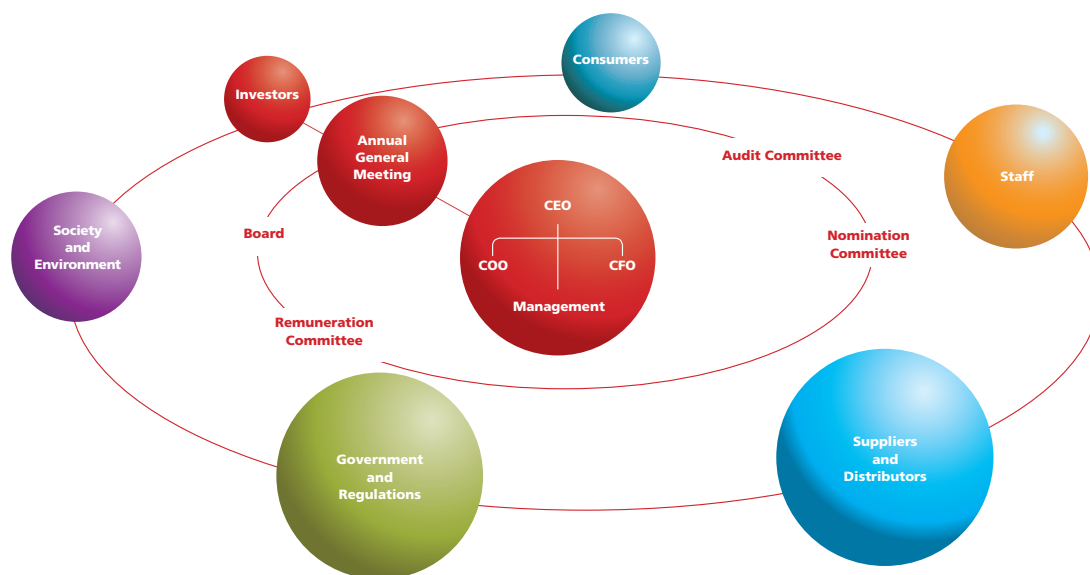 Consumers
Investors
Annual
General
Meeting
Audit Committee
Staff
CEO
Society
and
Environment
Board
Nomination
Committee
COO
CFO
Management
Remuneration
Committee
Government
and
Regulations
Suppliers
and
Distributors